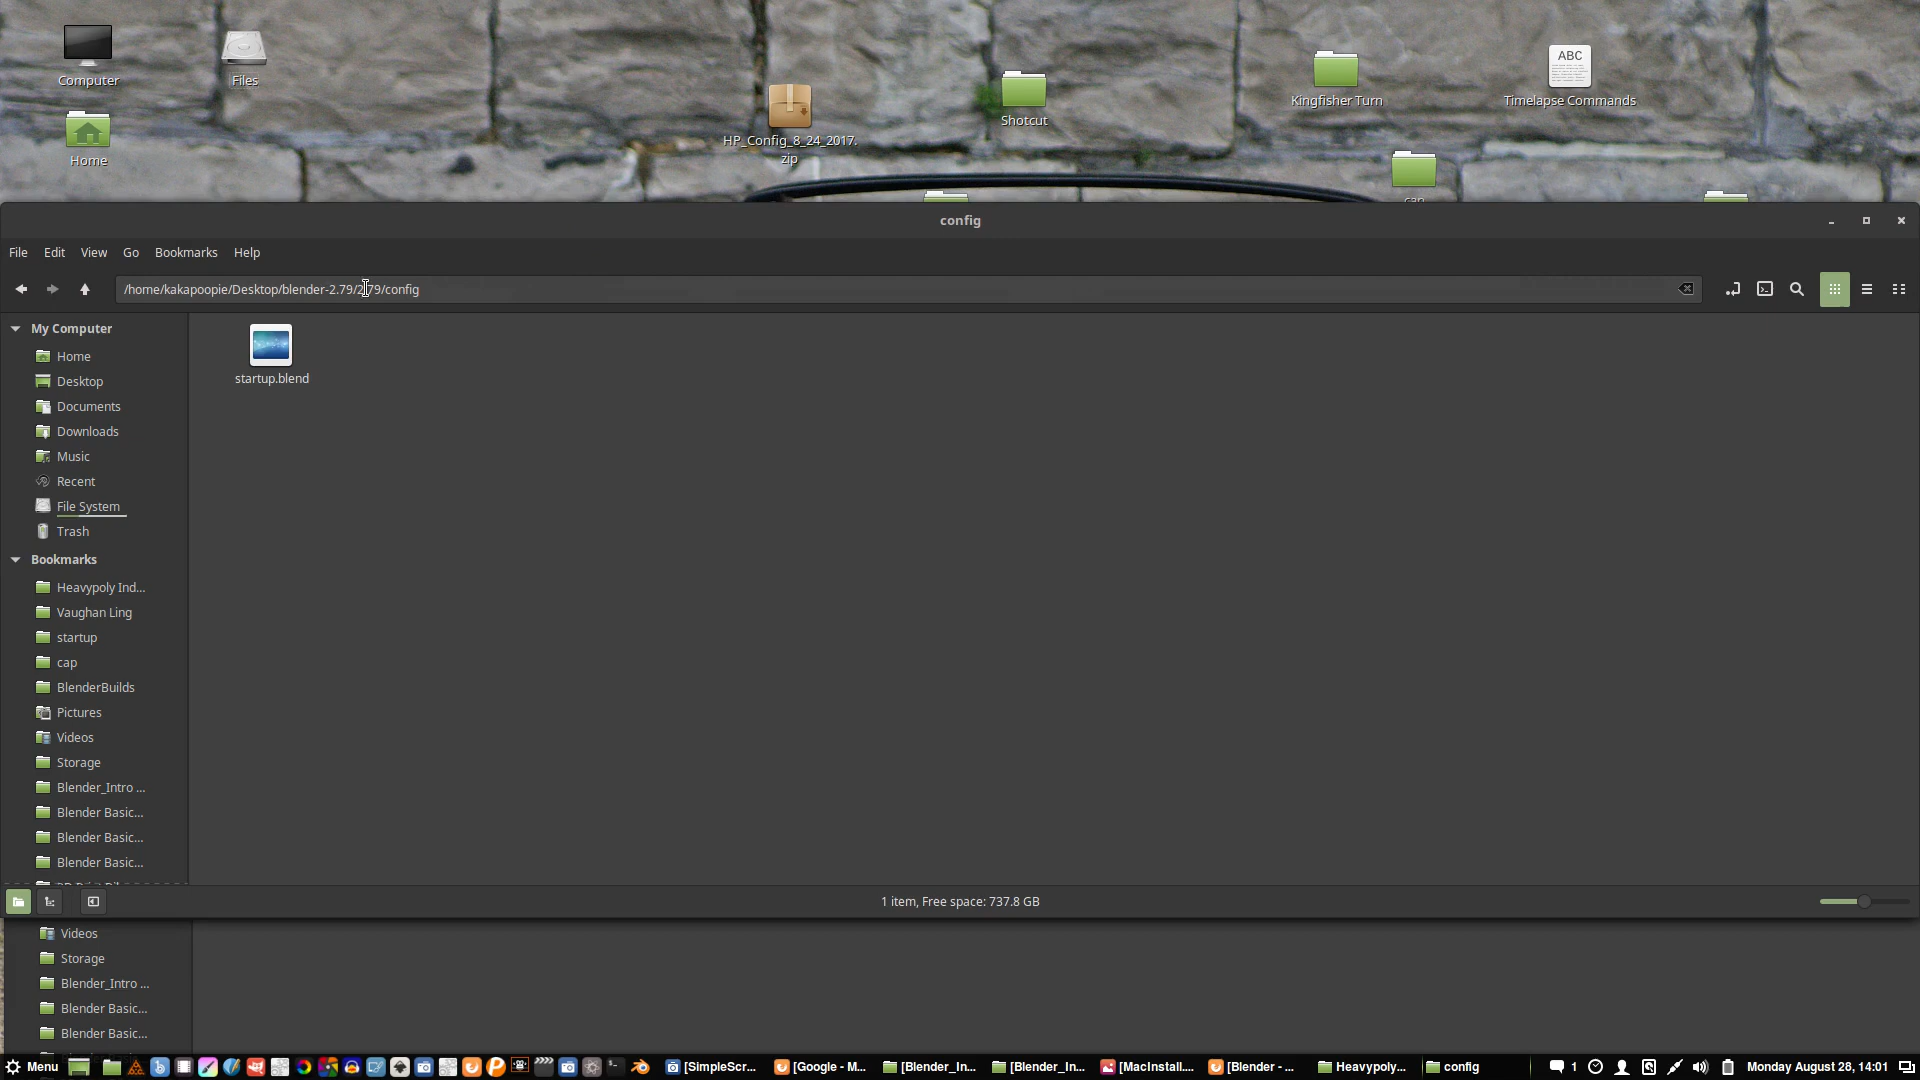 Computer
Files
Home
HP_Config_8_24_2017.
zip
Shotcut
Kingfisher Turn
ABC
Timelapse Commands
config
File Edit View Go Bookmarks Help
/home/kakapoopie/Desktop/blender-2.79/2.79/config
My Computer
Home
Desktop
Documents
Downloads
Music
Recent
File System
Trash
Bookmarks
Heavypoly Ind...
Vaughan Ling
startup
cap
BlenderBuilds
Pictures
Videos
Storage
Blender_Intro ...
Blender Basic...
Blender Basic...
Blender Basic...
startup.blend
1 item, Free space: 737.8 GB
Videos
Storage
Blender_Intro ...
Blender Basic...
Blender Basic...
Menu [SimpleScr... [Google - M... [Blender_In... [Blender_In... [MacInstall.... [Blender - ... Heavypoly... config 1 Monday August 28, 14:01